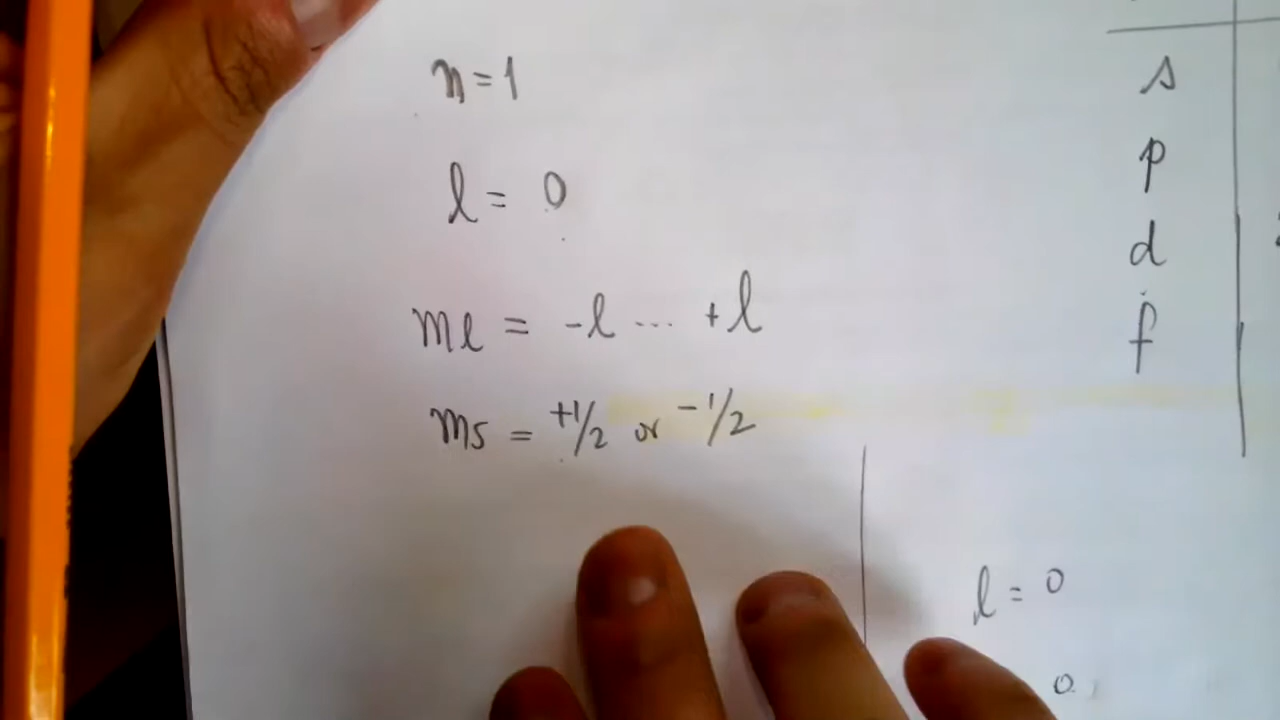 n = 1
l = 0
ml = -l ... +l
ms = +1/2 or -1/2
s
p
d
f
l = 0
0